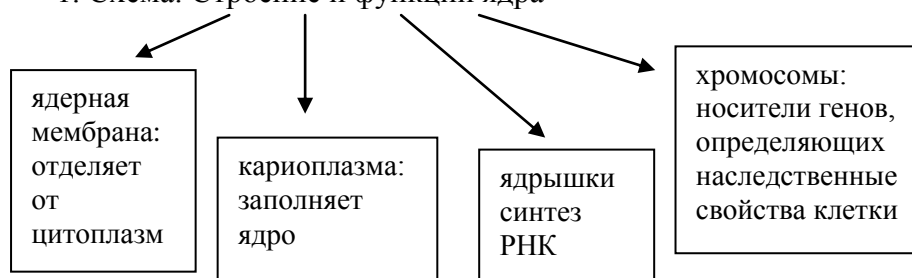 1. Схема: Строение и функции ядра
ядерная
мембрана:
отделяет
от
цитоплазм
кариоплазма:
заполняет
ядро
ядрышки
синтез
РНК
хромосомы:
носители генов,
определяющих
наследственные
свойства клетки